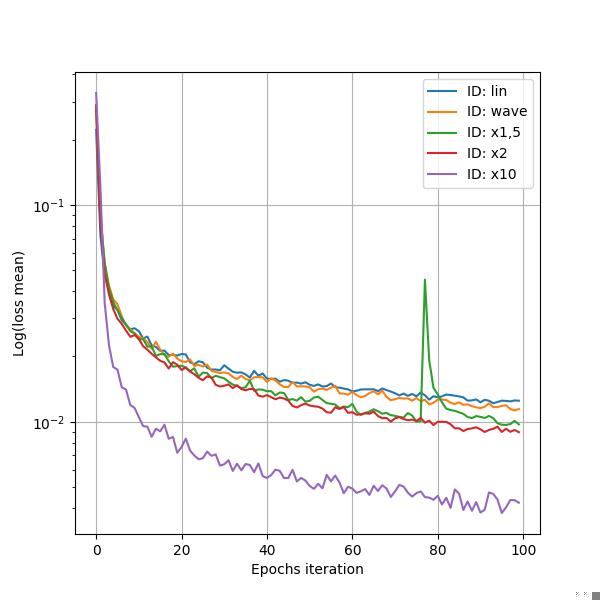 ID: lin
ID: wave
ID: x1,5
ID: x2
ID: x10
10⁻¹
10⁻²
Log(loss mean)
0 20 40 60 80 100
Epochs iteration